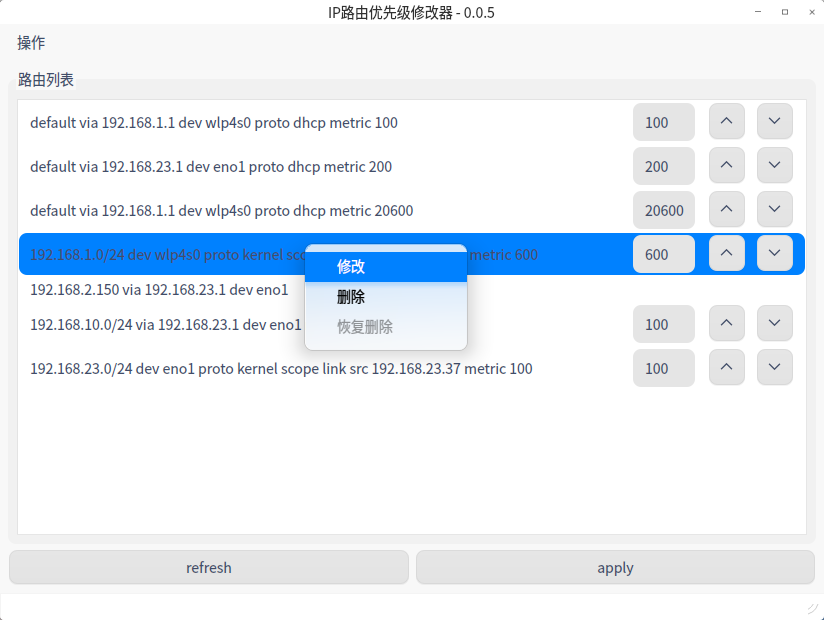 IP路由优先级修改器 - 0.0.5
操作
路由列表
default via 192.168.1.1 dev wlp4s0 proto dhcp metric 100 100
default via 192.168.23.1 dev eno1 proto dhcp metric 200 200
default via 192.168.1.1 dev wlp4s0 proto dhcp metric 20600 20600
192.168.1.0/24 dev wlp4s0 proto kernel metric 600 600
修改
192.168.2.150 via 192.168.23.1 dev eno1
删除
192.168.10.0/24 via 192.168.23.1 dev eno1 100
恢复删除
192.168.23.0/24 dev eno1 proto kernel scope link src 192.168.23.37 metric 100 100
refresh apply